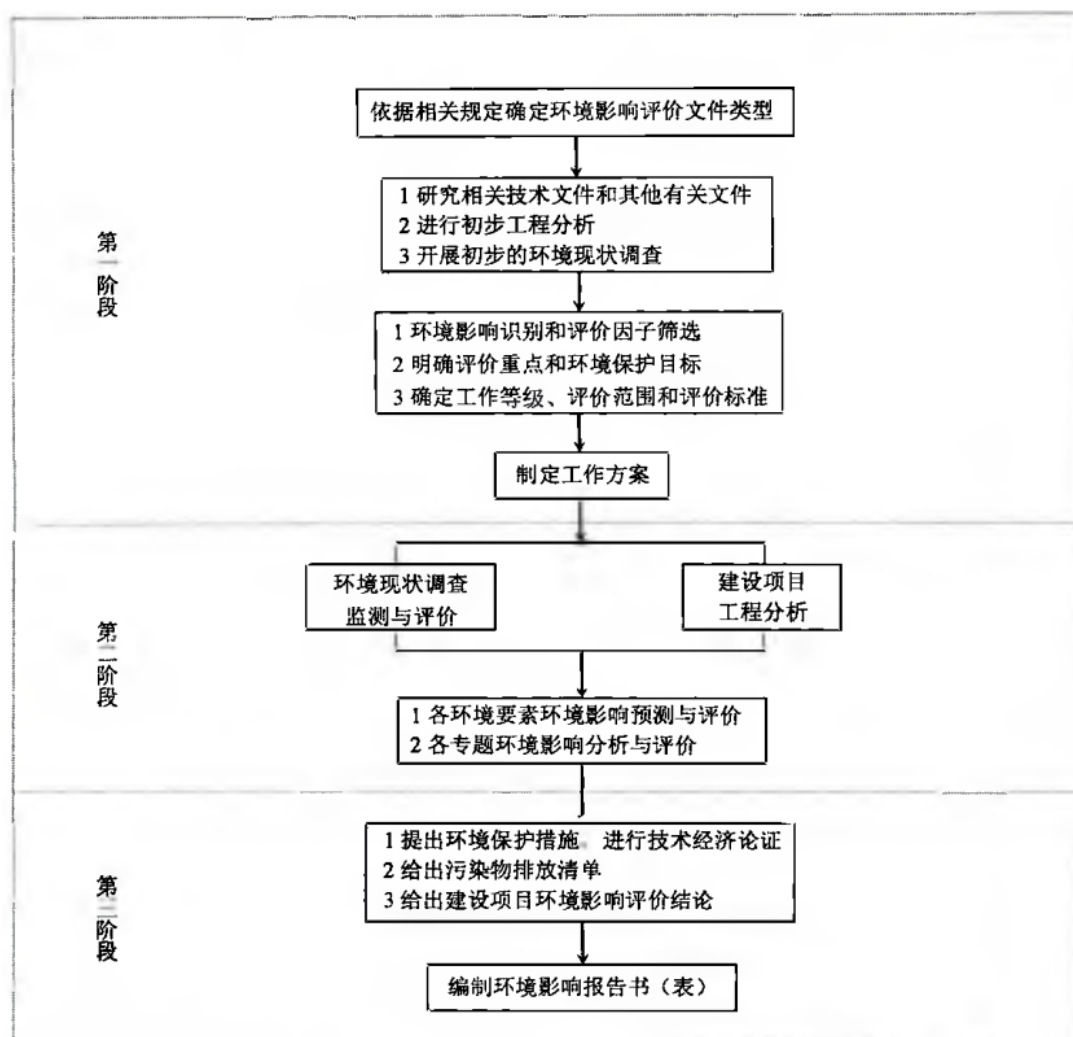 依据相关规定确定环境影响评价文件类型
1 研究相关技术文件和其他有关文件
2 进行初步工程分析
3 开展初步的环境现状调查
第一阶段
1 环境影响识别和评价因子筛选
2 明确评价重点和环境保护目标
3 确定工作等级、评价范围和评价标准
制定工作方案
环境现状调查
监测与评价
建设项目
工程分析
第二阶段
1 各环境要素环境影响预测与评价
2 各专题环境影响分析与评价
1 提出环境保护措施，进行技术经济论证
2 给出污染物排放清单
3 给出建设项目环境影响评价结论
第三阶段
编制环境影响报告书（表）